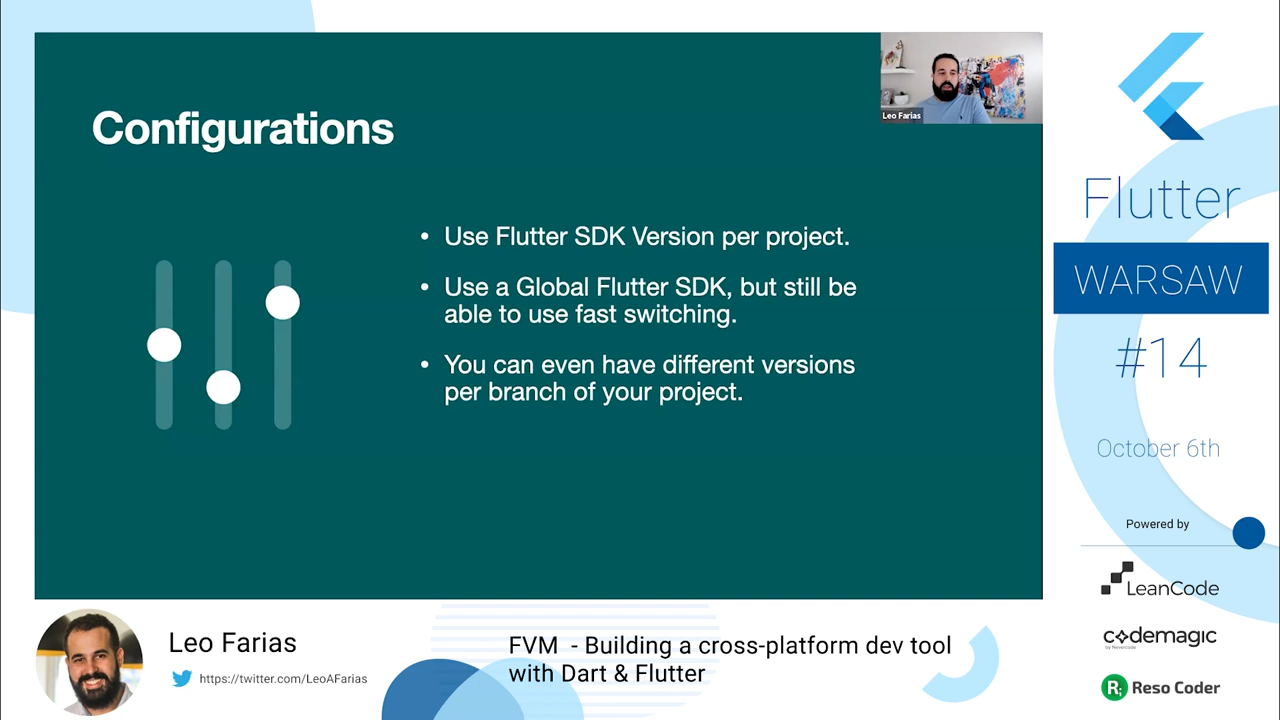 Configurations
• Use Flutter SDK Version per project.
• Use a Global Flutter SDK, but still be
able to use fast switching.
• You can even have different versions
per branch of your project.
Leo Farias
Flutter
WARSAW
#14
October 6th
Powered by
LeanCode
codemagic
by Nevercode
R;
Reso Coder
Leo Farias
https://twitter.com/LeoAFarias
FVM - Building a cross-platform dev tool
with Dart & Flutter